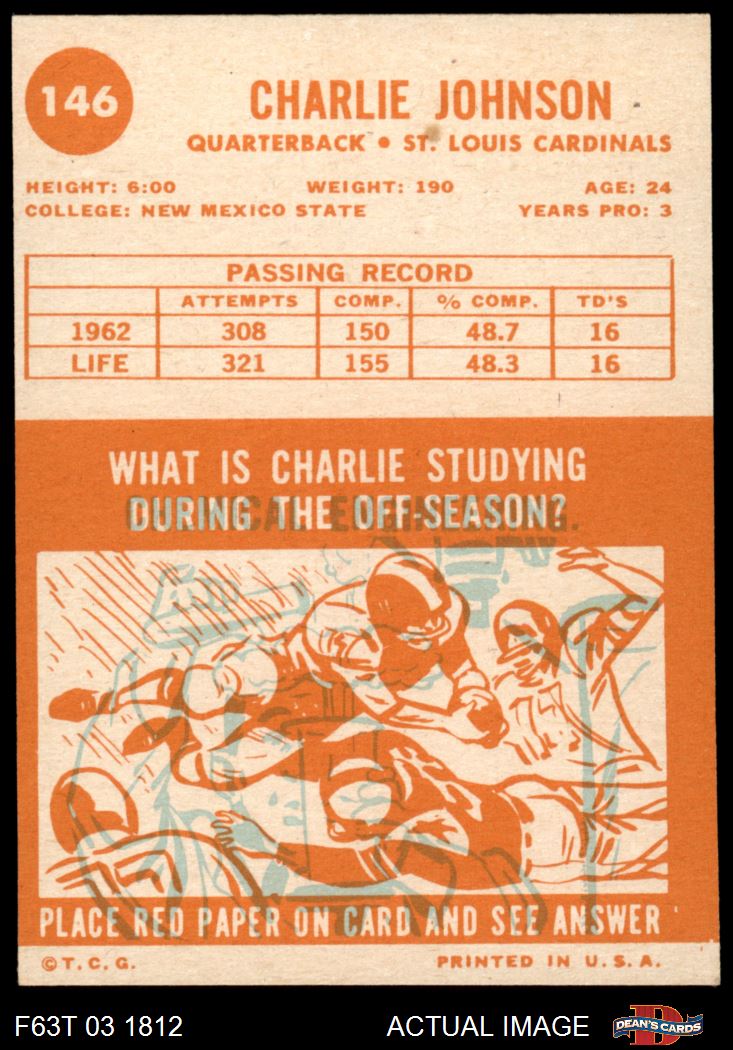 146
CHARLIE JOHNSON
QUARTERBACK • ST. LOUIS CARDINALS
HEIGHT: 6:00 WEIGHT: 190 AGE: 24
COLLEGE: NEW MEXICO STATE YEARS PRO: 3
PASSING RECORD
ATTEMPTS COMP. % COMP. TD'S
1962 308 150 48.7 16
LIFE 321 155 48.3 16
WHAT IS CHARLIE STUDYING
DURING THE OFF-SEASON?
CHEMICAL ENGINEERING.
PLACE RED PAPER ON CARD AND SEE ANSWER
© T. C. G. PRINTED IN U. S. A.
F63T 03 1812 ACTUAL IMAGE DEAN'S CARDS